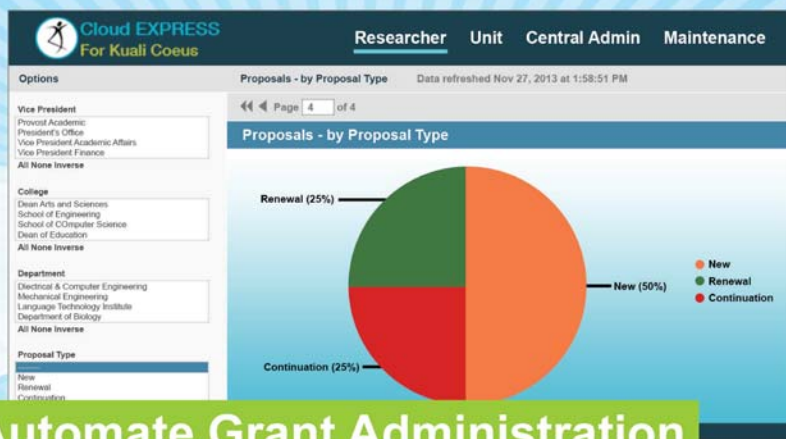 Cloud EXPRESS
For Kuali Coeus
Researcher Unit Central Admin Maintenance
Options
Proposals - by Proposal Type Data refreshed Nov 27, 2013 at 1:58:51 PM
Page 4 of 4
Proposals - by Proposal Type
Vice President
Provost Academic
President's Office
Vice President Academic Affairs
Vice President Finance
All None Inverse
College
Dean Arts and Sciences
School of Engineering
School of COmputer Science
Dean of Education
All None Inverse
Department
Dlectrical & Computer Engineering
Mechanical Engineering
Language Technology Institute
Department of Biology
All None Inverse
Proposal Type
New
Renewal
Continuation
Renewal (25%)
New (50%)
Continuation (25%)
New
Renewal
Continuation
Automate Grant Administration